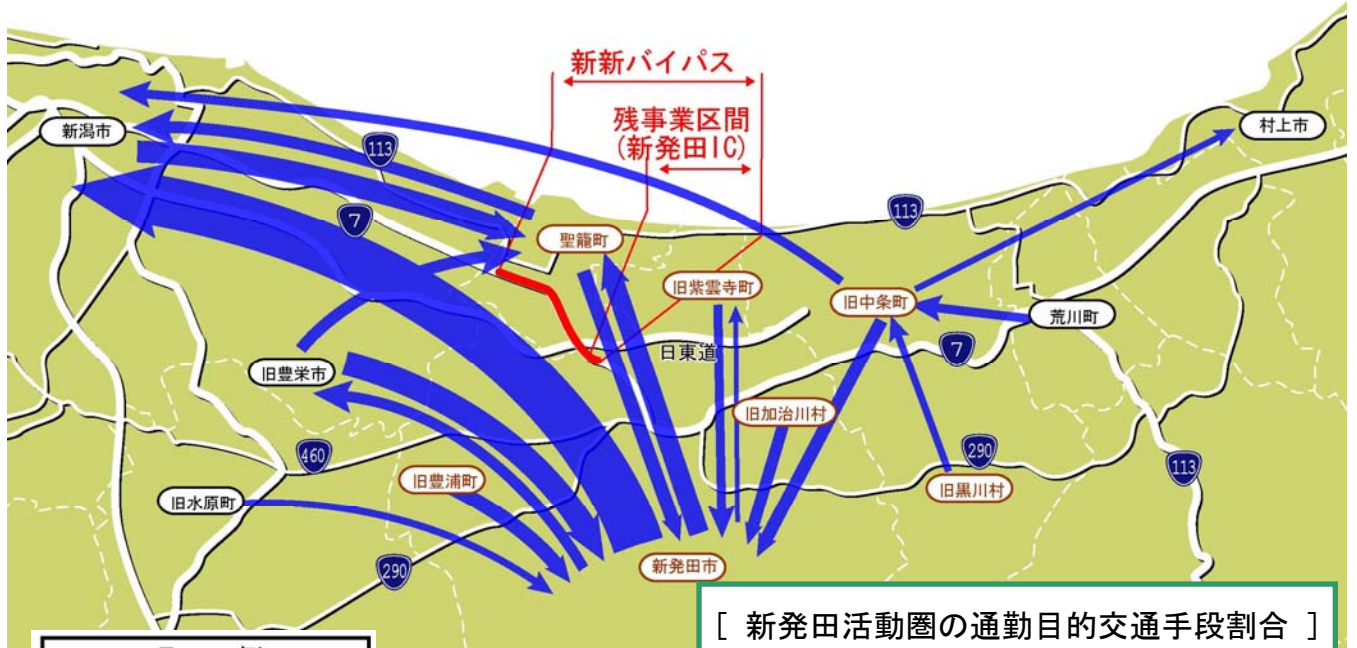 新新バイパス
残事業区間
(新発田IC)
新潟市
村上市
113
7
聖籠町
113
旧紫雲寺町
旧中条町
荒川町
日東道
7
旧豊栄市
旧加治川村
460
旧豊浦町
290
113
旧水原町
旧黒川村
290
新発田市
[ 新発田活動圏の通勤目的交通手段割合 ]